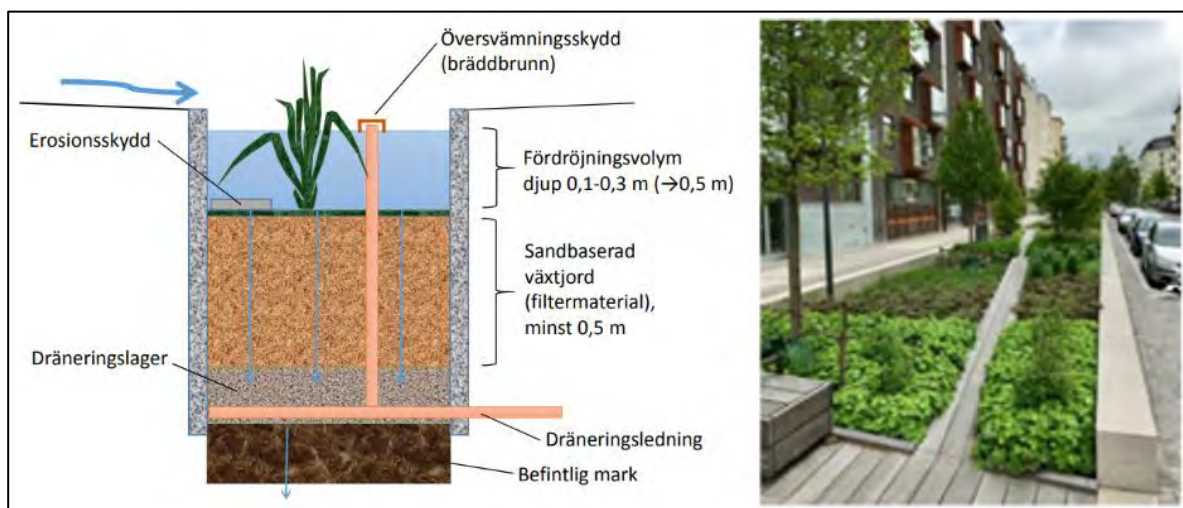 Översvämningsskydd
(bräddbrunn)
Erosionsskydd
Fördröjningsvolym
djup 0,1-0,3 m (→0,5 m)
Sandbaserad
växtjord
(filtermaterial),
minst 0,5 m
Dräneringslager
Dräneringsledning
Befintlig mark